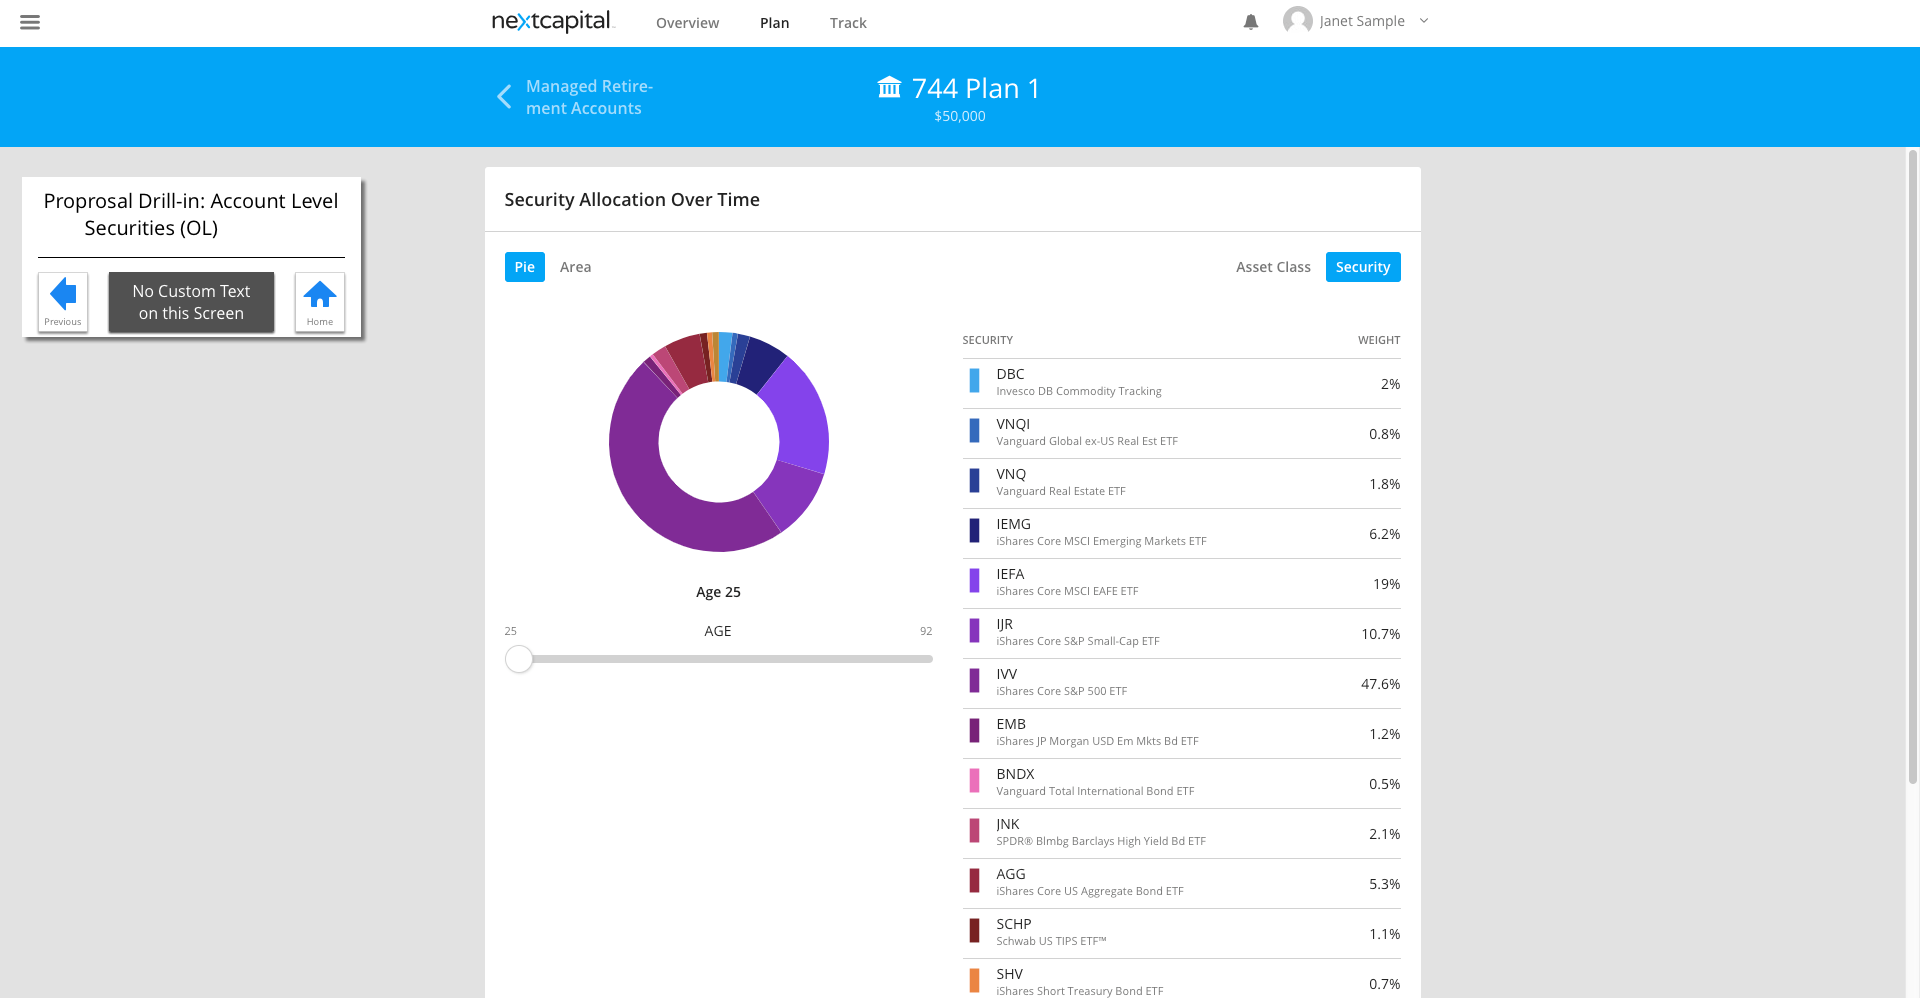 nextcapital
Overview
Plan
Track
Janet Sample
Managed Retire-
ment Accounts
744 Plan 1
$50,000
Proprosal Drill-in: Account Level
Securities (OL)
Previous
No Custom Text
on this Screen
Home
Security Allocation Over Time
Pie
Area
Asset Class
Security
Age 25
25
AGE
92
SECURITY
WEIGHT
DBC
Invesco DB Commodity Tracking
2%
VNQI
Vanguard Global ex-US Real Est ETF
0.8%
VNQ
Vanguard Real Estate ETF
1.8%
IEMG
iShares Core MSCI Emerging Markets ETF
6.2%
IEFA
iShares Core MSCI EAFE ETF
19%
IJR
iShares Core S&P Small-Cap ETF
10.7%
IVV
iShares Core S&P 500 ETF
47.6%
EMB
iShares JP Morgan USD Em Mkts Bd ETF
1.2%
BNDX
Vanguard Total International Bond ETF
0.5%
JNK
SPDR® Blmbg Barclays High Yield Bd ETF
2.1%
AGG
iShares Core US Aggregate Bond ETF
5.3%
SCHP
Schwab US TIPS ETF™
1.1%
SHV
iShares Short Treasury Bond ETF
0.7%